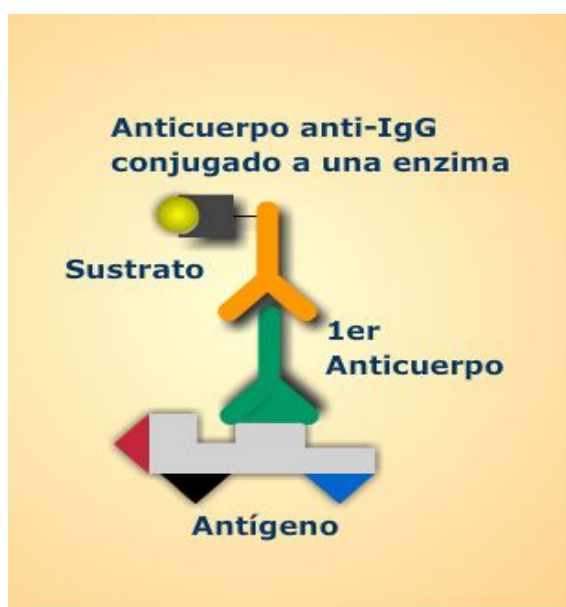 Anticuerpo anti-IgG
conjugado a una enzima
Sustrato
1er
Anticuerpo
Antígeno